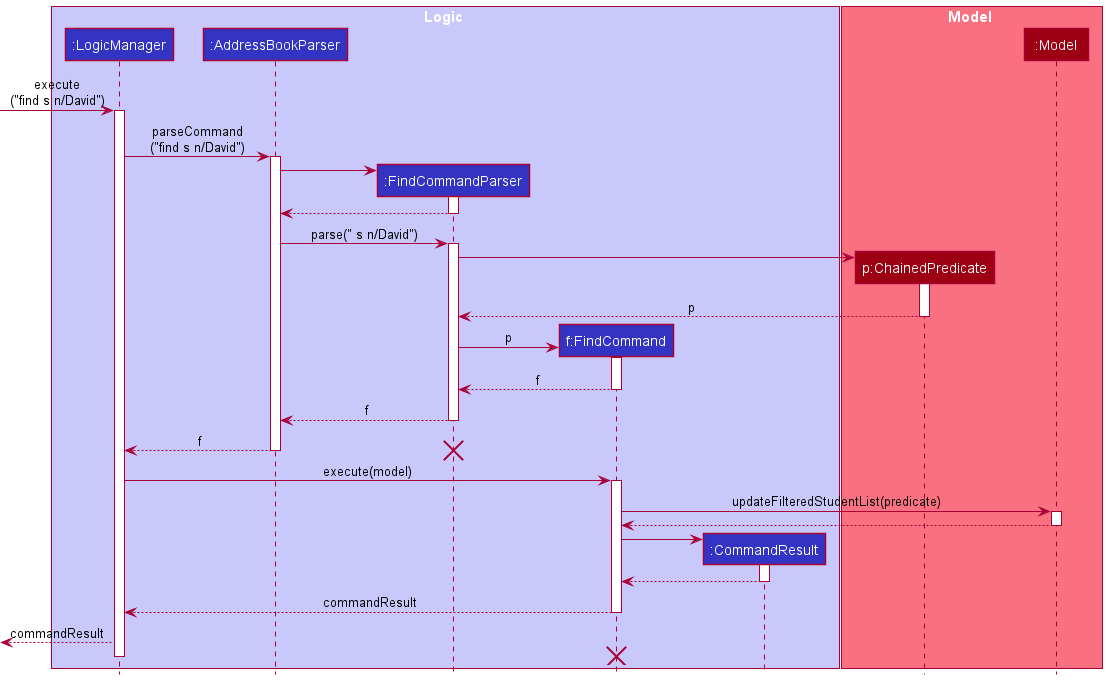 Logic
Model
:LogicManager
:AddressBookParser
:Model
execute
("find s n/David")
parseCommand
("find s n/David")
:FindCommandParser
parse(" s n/David")
p:ChainedPredicate
p
p
f:FindCommand
f
f
f
execute(model)
updateFilteredStudentList(predicate)
:CommandResult
commandResult
commandResult